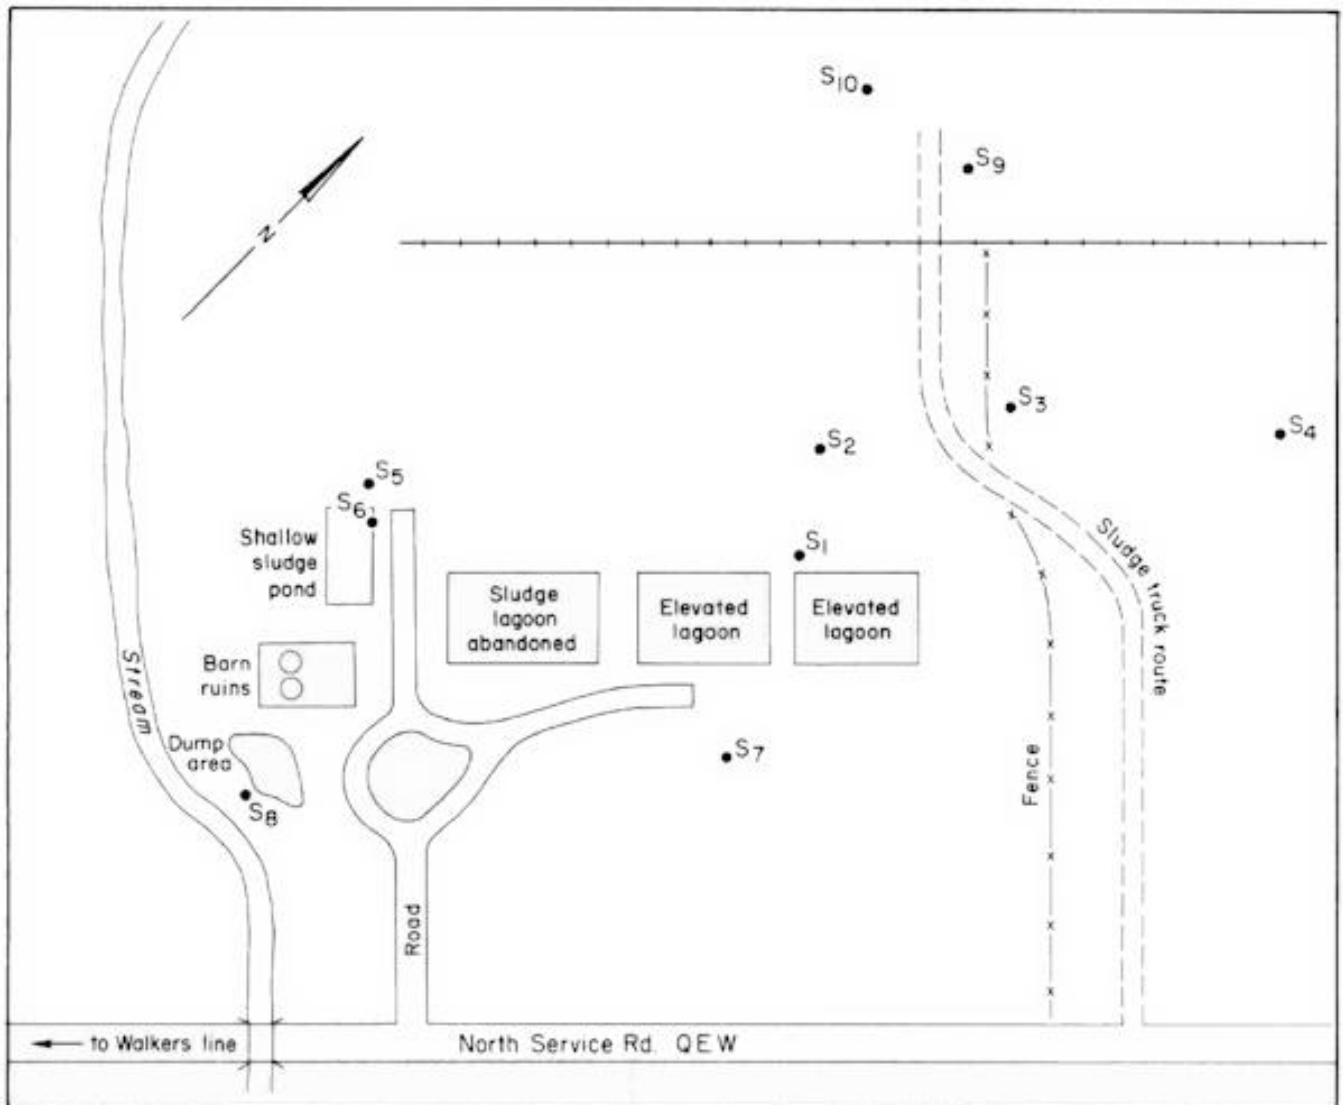 S10
S9
N
S3
S4
S2
S5
S6
Shallow
sludge
pond
S1
Sludge
lagoon
abandoned
Elevated
lagoon
Elevated
lagoon
Sludge truck route
Barn
ruins
Stream
Dump
area
S7
S8
Fence
Road
to Walkers line
North Service Rd. QEW